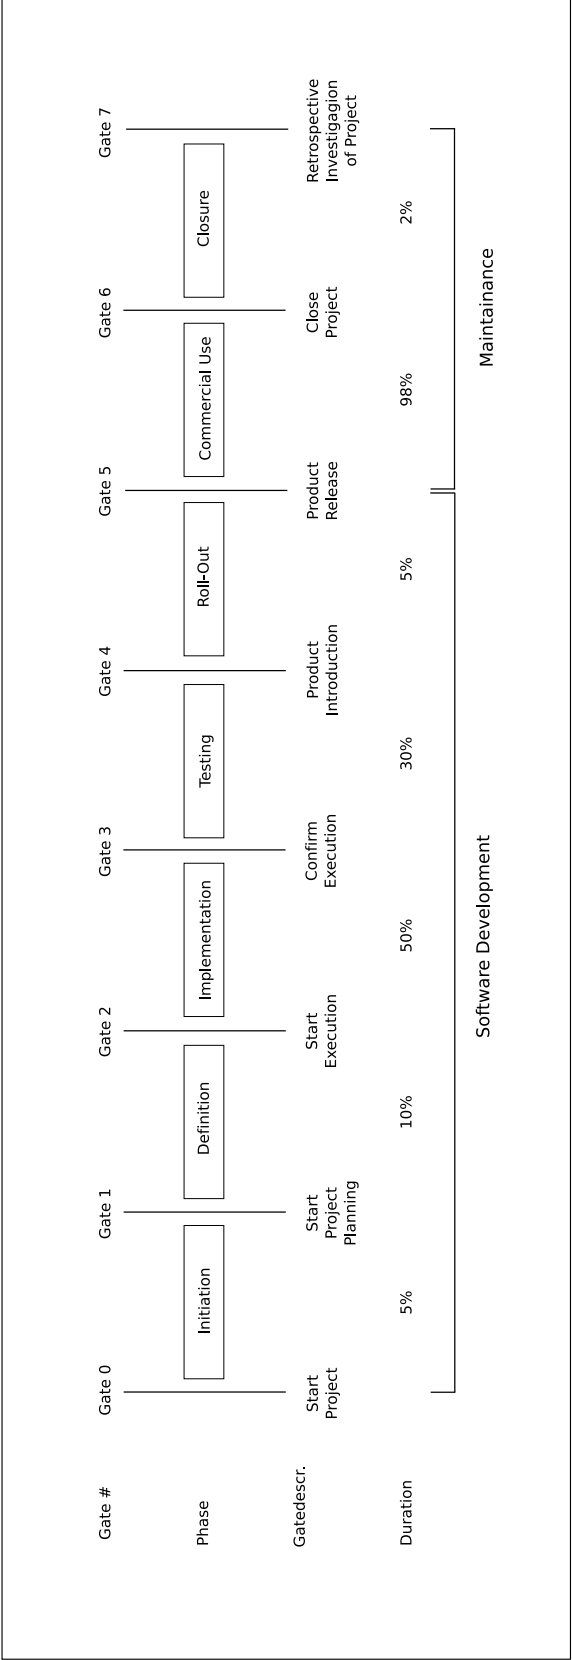 Gate #
Gate 0
Gate 1
Gate 2
Gate 3
Gate 4
Gate 5
Gate 6
Gate 7
Phase
Initiation
Definition
Implementation
Testing
Roll-Out
Commercial Use
Closure
Gatedescr.
Start
Project
Start
Project
Planning
Start
Execution
Confirm
Execution
Product
Introduction
Product
Release
Close
Project
Retrospective
Investigagion
of Project
Duration
5%
10%
50%
30%
5%
98%
2%
Software Development
Maintainance